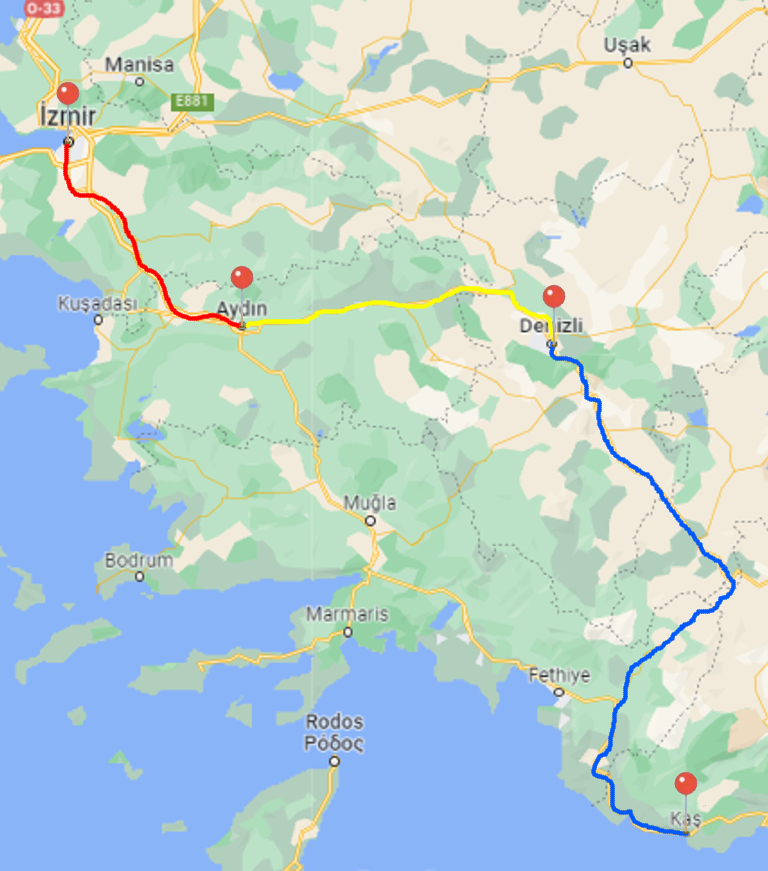 O-33
Uşak
Manisa
E881
İzmir
Kuşadası
Aydın
Denizli
Muğla
Bodrum
Marmaris
Fethiye
Rodos
Ρόδος
Kaş